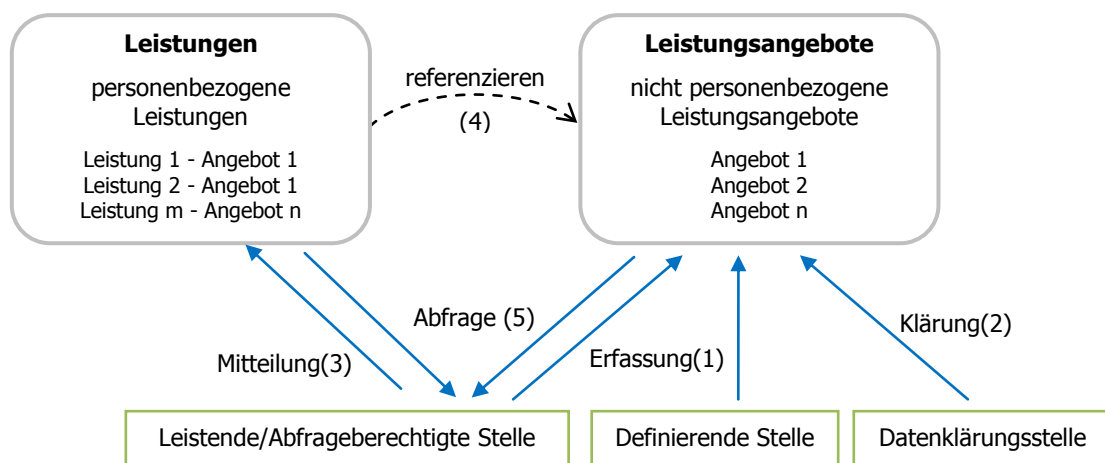 Leistungen
personenbezogene
Leistungen
Leistung 1 - Angebot 1
Leistung 2 - Angebot 1
Leistung m - Angebot n
referenzieren
(4)
Leistungsangebote
nicht personenbezogene
Leistungsangebote
Angebot 1
Angebot 2
Angebot n
Abfrage (5)
Mitteilung(3)
Erfassung(1)
Klärung(2)
Leistende/Abfrageberechtigte Stelle
Definierende Stelle
Datenklärungsstelle